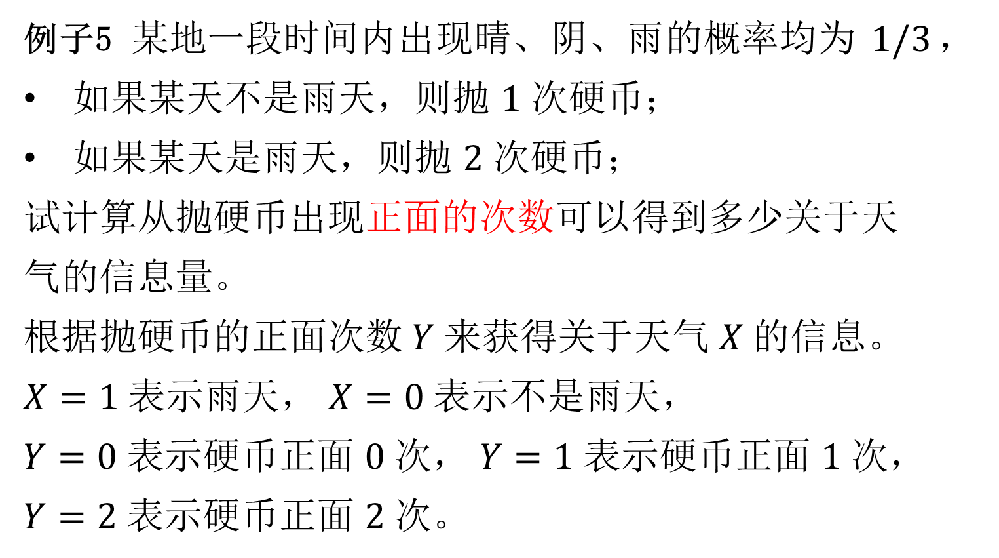 例子5 某地一段时间内出现晴、阴、雨的概率均为 1/3，
• 如果某天不是雨天，则抛 1 次硬币；
• 如果某天是雨天，则抛 2 次硬币；
试计算从抛硬币出现正面的次数可以得到多少关于天
气的信息量。
根据抛硬币的正面次数 Y 来获得关于天气 X 的信息。
X = 1 表示雨天， X = 0 表示不是雨天，
Y = 0 表示硬币正面 0 次， Y = 1 表示硬币正面 1 次，
Y = 2 表示硬币正面 2 次。